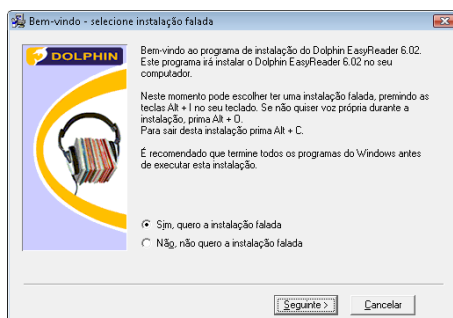 Bem-vindo - selecione instalação falada
DOLPHIN
Bem-vindo ao programa de instalação do Dolphin EasyReader 6.02.
Este programa irá instalar o Dolphin EasyReader 6.02 no seu
computador.
Neste momento pode escolher ter uma instalação falada, premindo as
teclas Alt + I no seu teclado. Se não quiser voz própria durante a
instalação, prima Alt + O.
Para sair desta instalação prima Alt + C.
É recomendado que termine todos os programas do Windows antes
de executar esta instalação.
Sim, quero a instalação falada
Não, não quero a instalação falada
Seguinte >
Cancelar